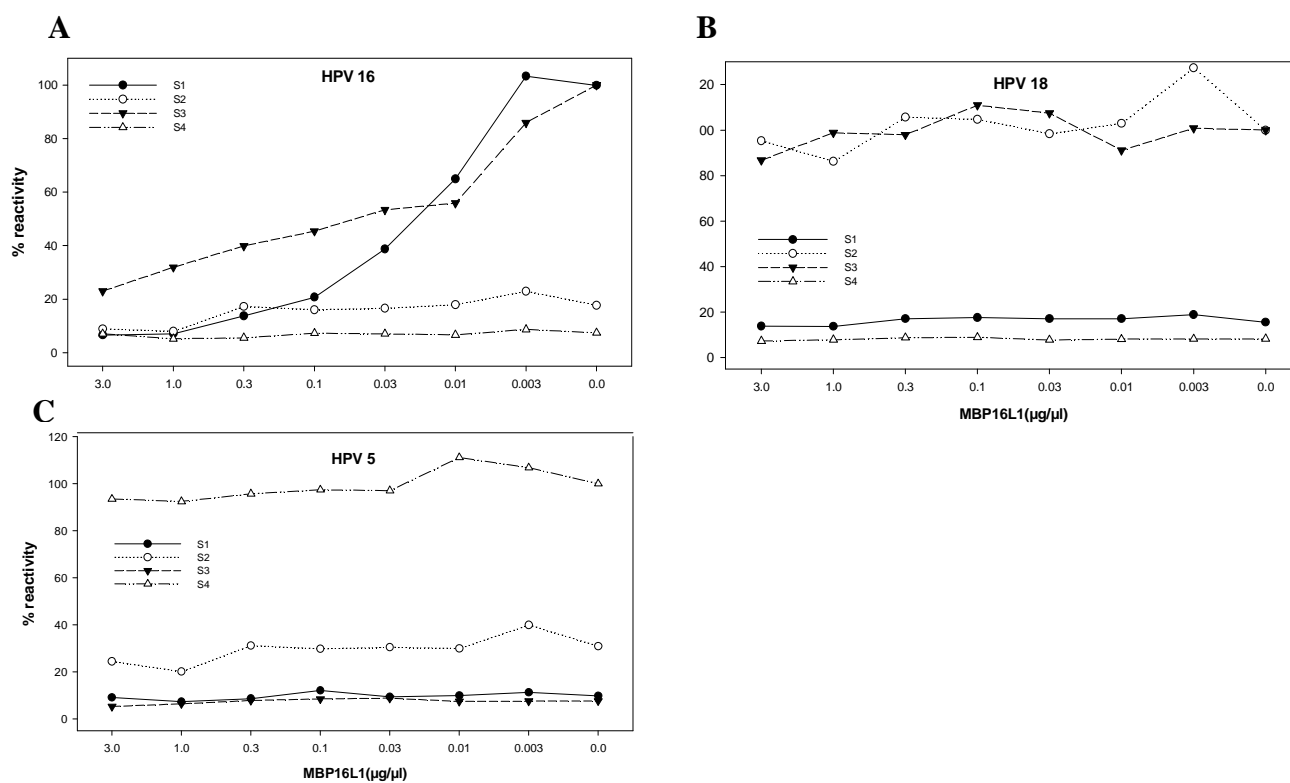 A
HPV 16
S1
S2
S3
S4
100
80
60
40
20
0
% reactivity
3.0 1.0 0.3 0.1 0.03 0.01 0.003 0.0
B
HPV 18
20
00
80
60
40
20
0
S1
S2
S3
S4
3.0 1.0 0.3 0.1 0.03 0.01 0.003 0.0
MBP16L1(µg/µl)
C
HPV 5
120
100
80
60
40
20
0
% reactivity
S1
S2
S3
S4
3.0 1.0 0.3 0.1 0.03 0.01 0.003 0.0
MBP16L1(µg/µl)